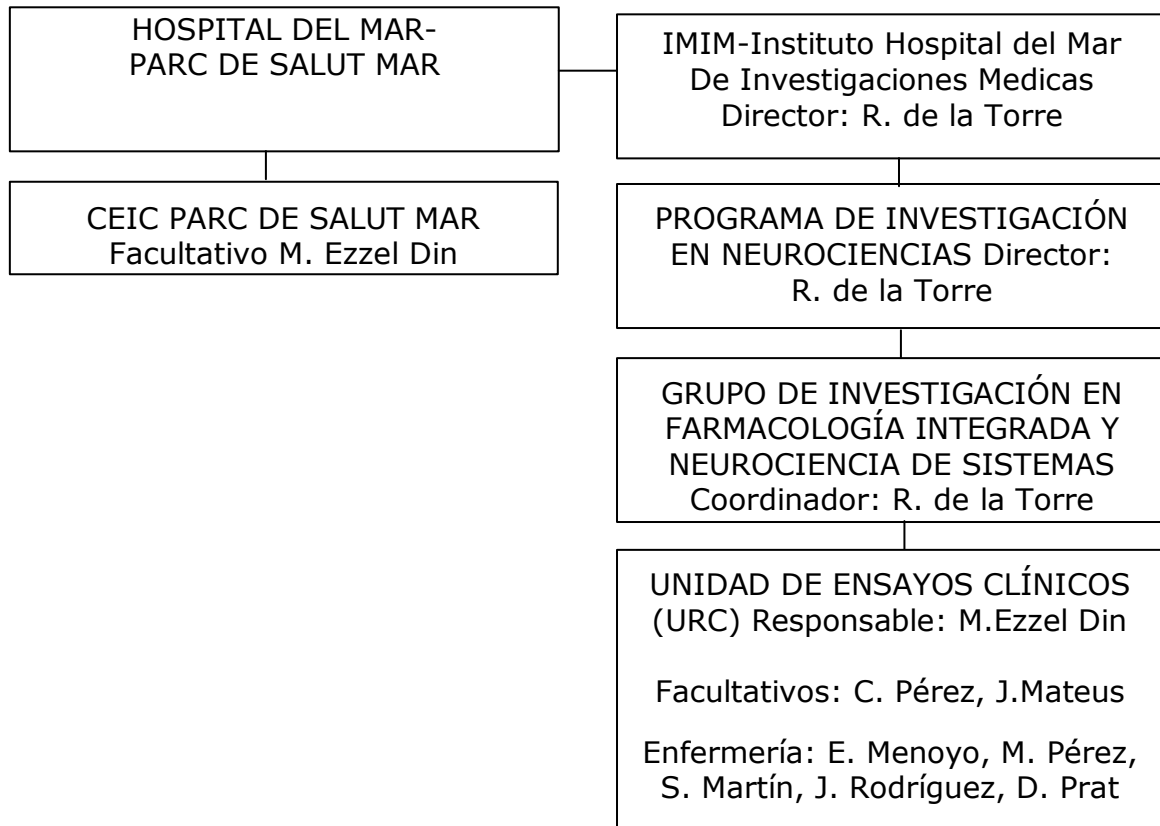 HOSPITAL DEL MAR-
PARC DE SALUT MAR
CEIC PARC DE SALUT MAR
Facultativo M. Ezzel Din
IMIM-Instituto Hospital del Mar
De Investigaciones Medicas
Director: R. de la Torre
PROGRAMA DE INVESTIGACIÓN
EN NEUROCIENCIAS Director:
R. de la Torre
GRUPO DE INVESTIGACIÓN EN
FARMACOLOGÍA INTEGRADA Y
NEUROCIENCIA DE SISTEMAS
Coordinador: R. de la Torre
UNIDAD DE ENSAYOS CLÍNICOS
(URC) Responsable: M.Ezzel Din
Facultativos: C. Pérez, J.Mateus
Enfermería: E. Menoyo, M. Pérez,
S. Martín, J. Rodríguez, D. Prat